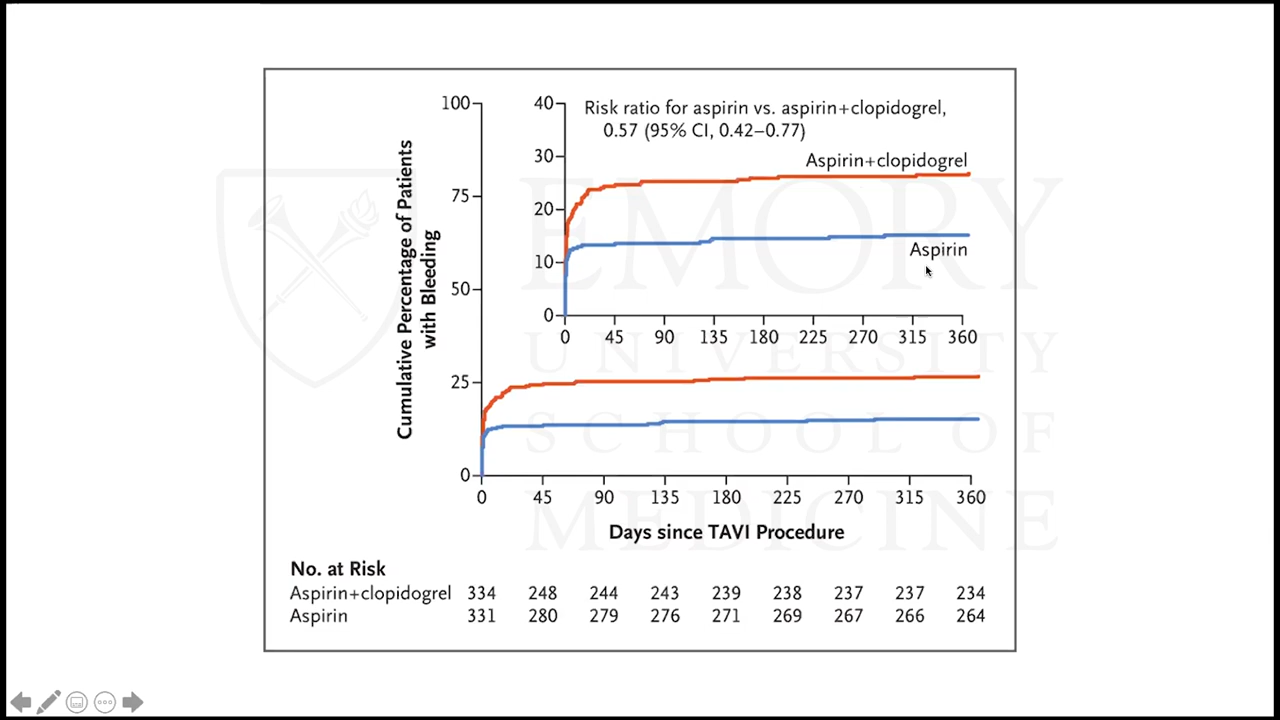 100
75
50
25
0
Cumulative Percentage of Patients
with Bleeding
40
30
20
10
0
Risk ratio for aspirin vs. aspirin+clopidogrel,
0.57 (95% CI, 0.42–0.77)
Aspirin+clopidogrel
Aspirin
0 45 90 135 180 225 270 315 360
0 45 90 135 180 225 270 315 360
Days since TAVI Procedure
No. at Risk
Aspirin+clopidogrel 334 248 244 243 239 238 237 237 234
Aspirin 331 280 279 276 271 269 267 266 264
EMORY
UNIVERSITY
SCHOOL OF
MEDICINE